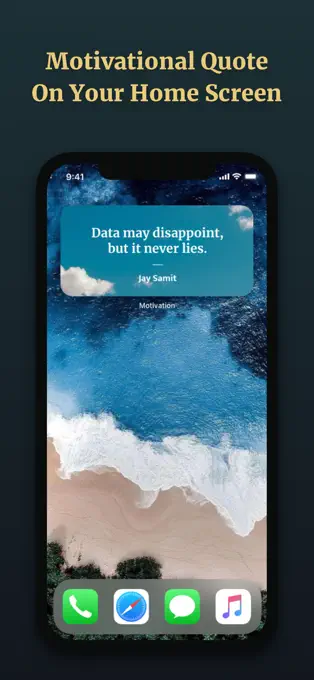 Motivational Quote
On Your Home Screen
9:41
Data may disappoint,
but it never lies.
Jay Samit
Motivation